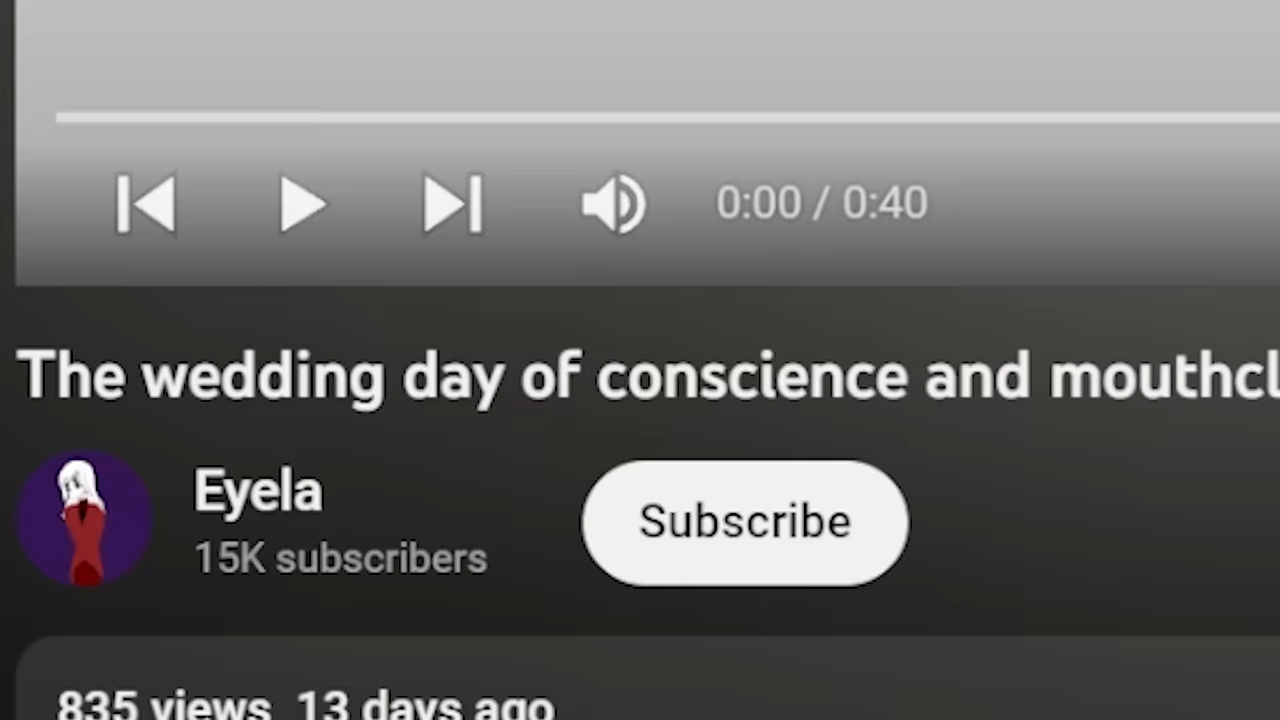 0:00 / 0:40
The wedding day of conscience and mouthcl
Eyela
Subscribe
15K subscribers
835 views 13 days ago